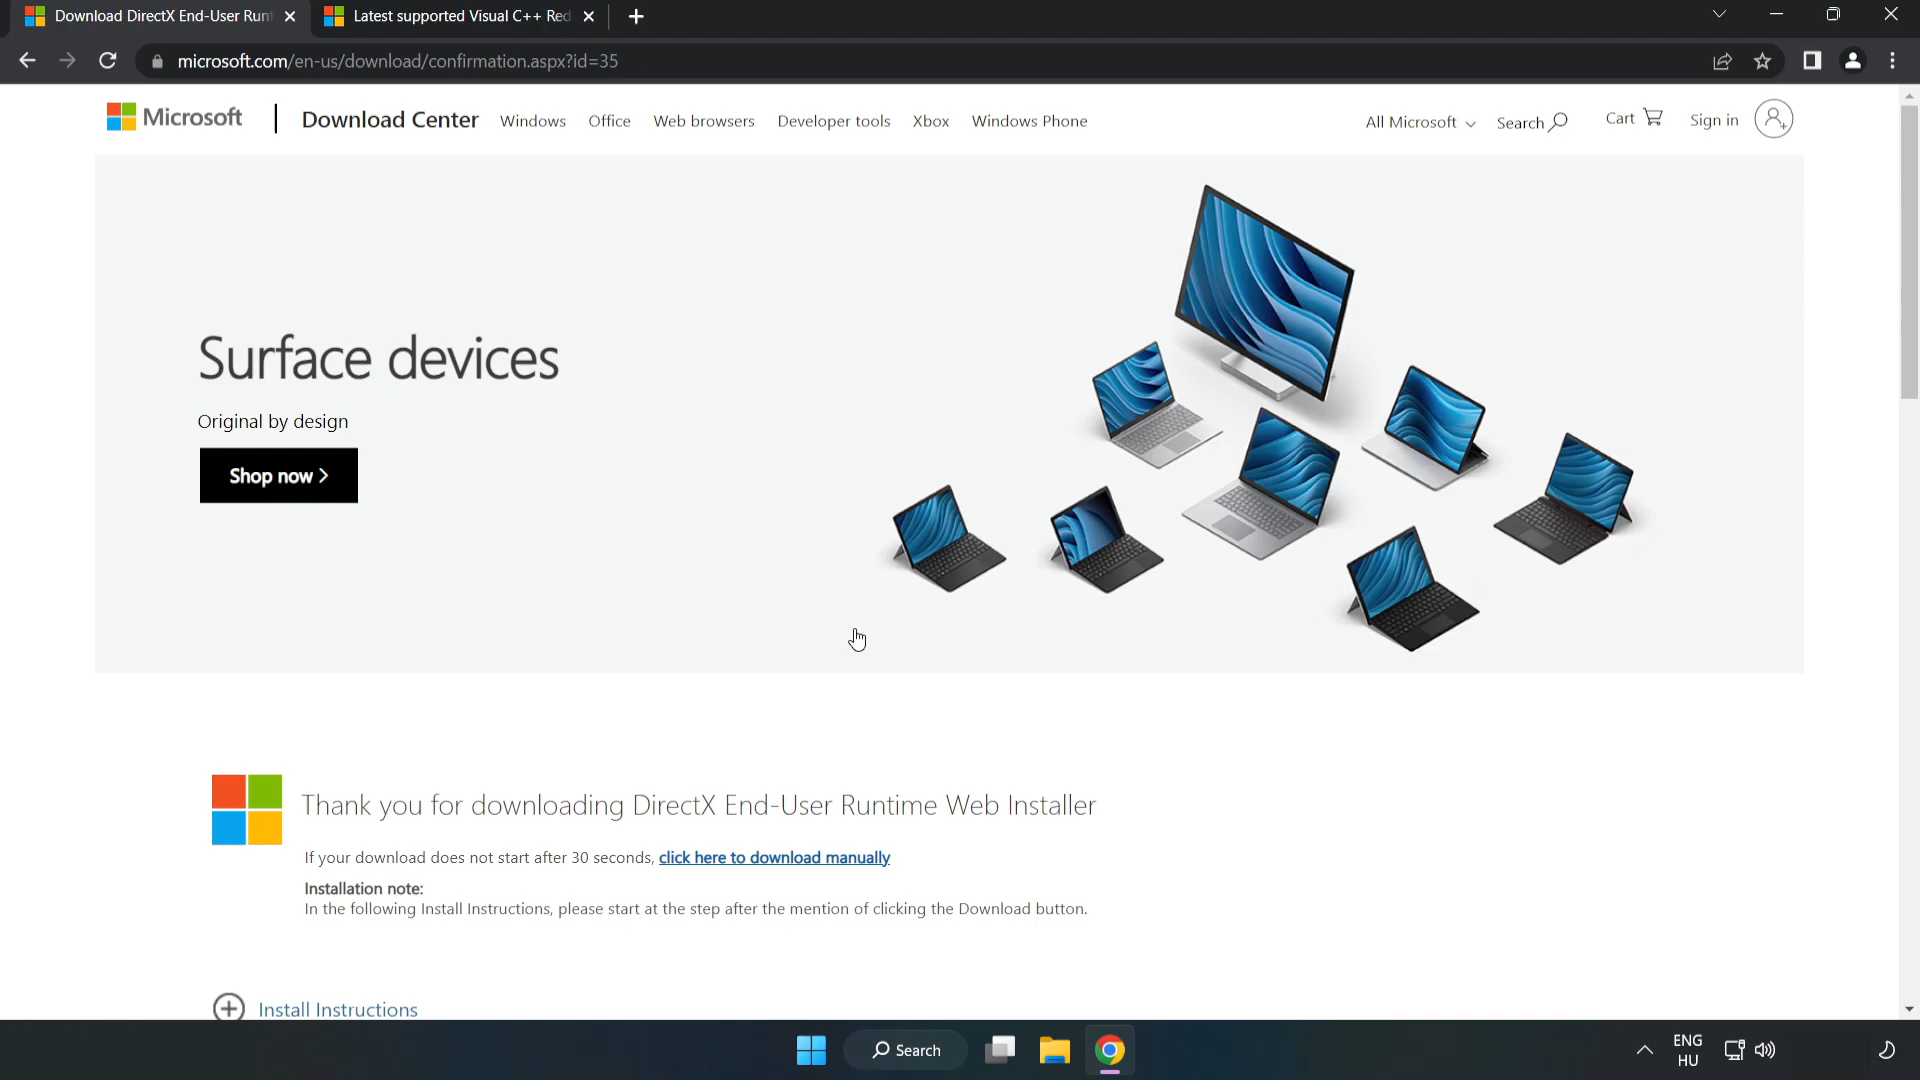 Download DirectX End-User Runt
Latest supported Visual C++ Red
microsoft.com/en-us/download/confirmation.aspx?id=35
Microsoft
Download Center
Windows
Office
Web browsers
Developer tools
Xbox
Windows Phone
All Microsoft
Search
Cart
Sign in
Surface devices
Original by design
Shop now
Thank you for downloading DirectX End-User Runtime Web Installer
If your download does not start after 30 seconds, click here to download manually
Installation note:
In the following Install Instructions, please start at the step after the mention of clicking the Download button.
Install Instructions
Search
ENG
HU